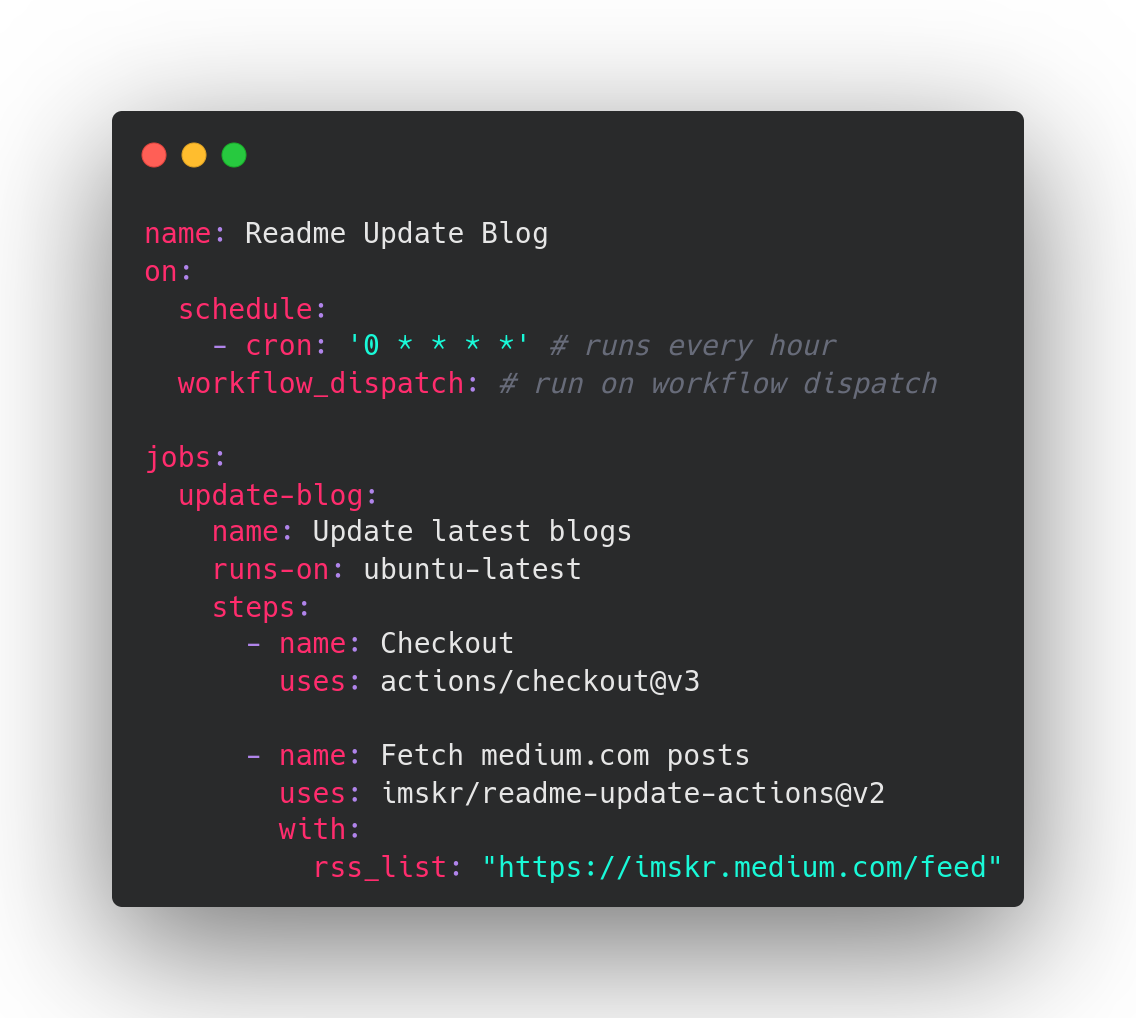 name: Readme Update Blog
on:
  schedule:
    - cron: '0 * * * *' # runs every hour
  workflow_dispatch: # run on workflow dispatch

jobs:
  update-blog:
    name: Update latest blogs
    runs-on: ubuntu-latest
    steps:
      - name: Checkout
        uses: actions/checkout@v3

      - name: Fetch medium.com posts
        uses: imskr/readme-update-actions@v2
        with:
          rss_list: "https://imskr.medium.com/feed"